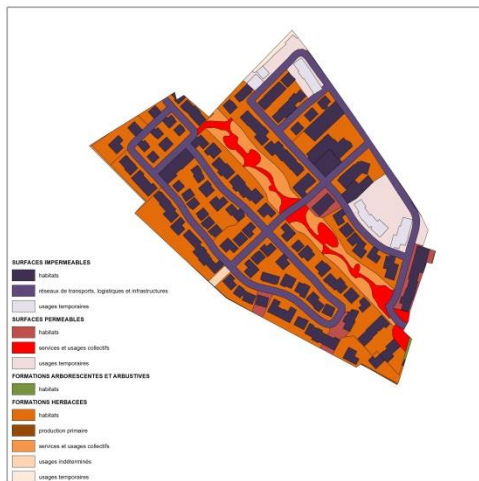 SURFACES IMPERMEABLES
habitats
réseaux de transports, logistiques et infrastructures
usages temporaires
SURFACES PERMEABLES
habitats
services et usages collectifs
usages temporaires
FORMATIONS ARBORESCENTES ET ARBUSTIVES
habitats
FORMATIONS HERBACEES
habitats
production primaire
services et usages collectifs
usages indéterminés
usages temporaires